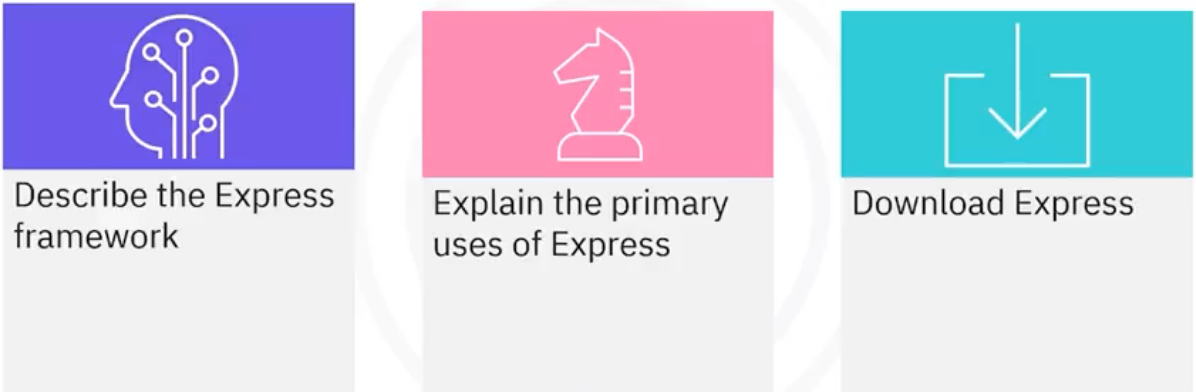 Describe the Express
framework
Explain the primary
uses of Express
Download Express